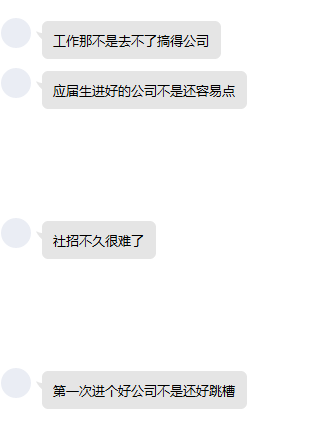 工作那不是去不了搞得公司
应届生进好的公司不是还容易点
社招不久很难了
第一次进个好公司不是还好跳槽